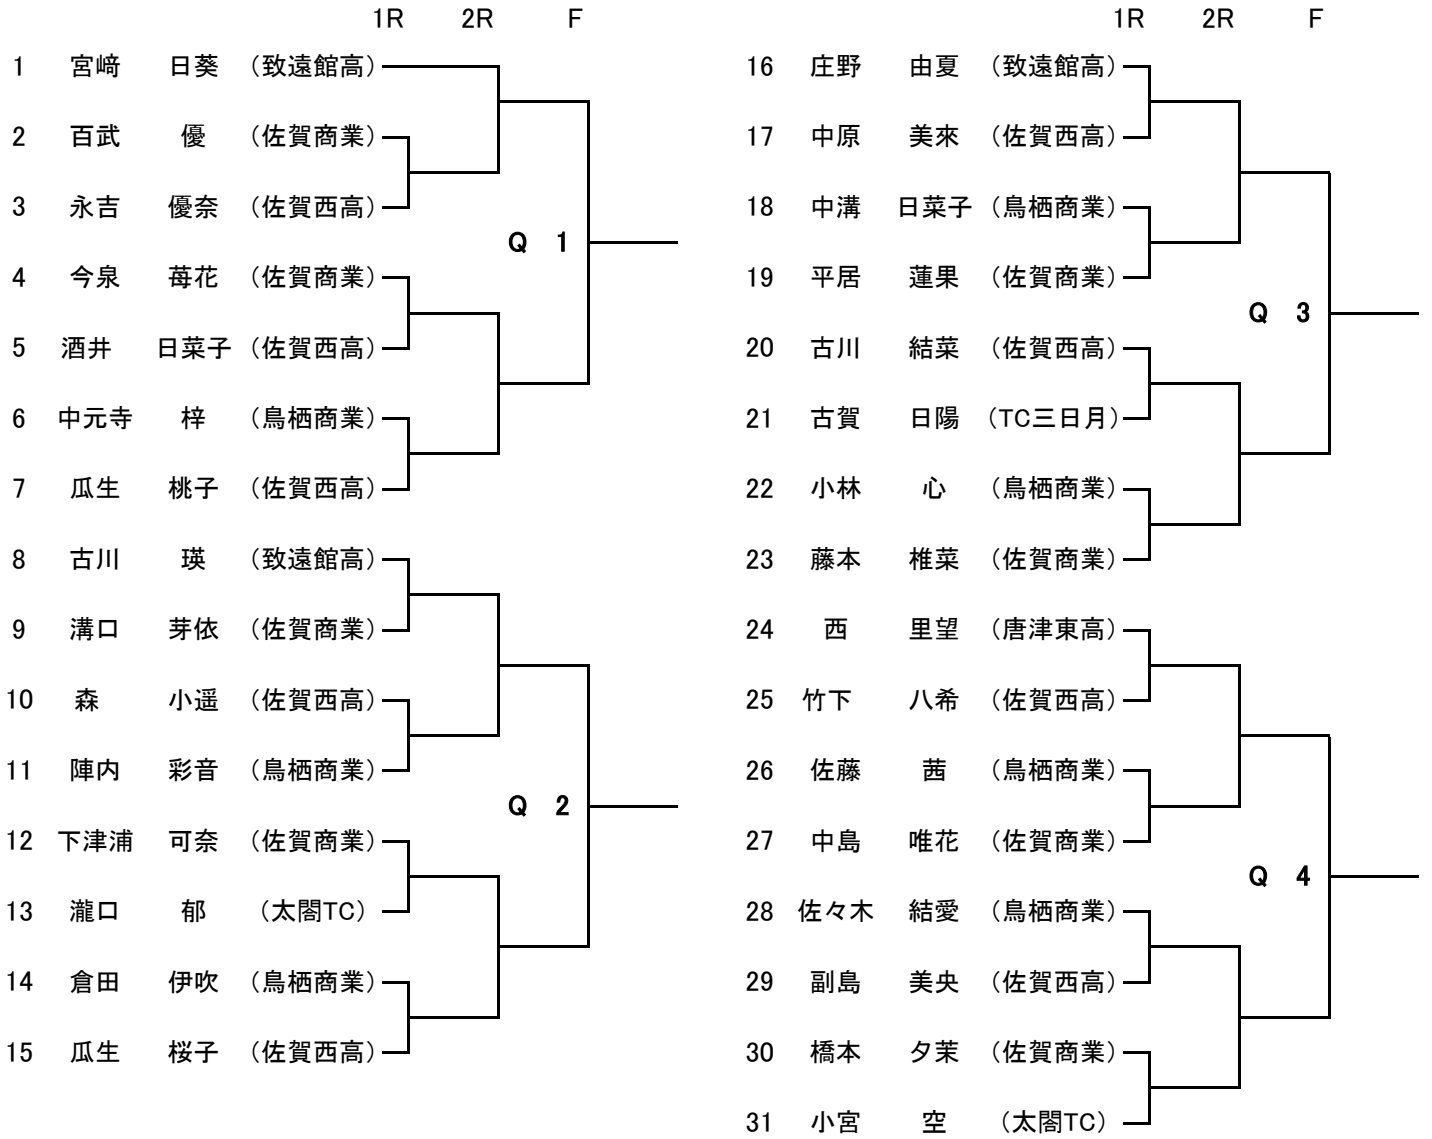 1R 2R F
1 宮﨑 日葵 （致遠館高）
2 百武 優 （佐賀商業）
3 永吉 優奈 （佐賀西高）
Q 1
4 今泉 苺花 （佐賀商業）
5 酒井 日菜子 （佐賀西高）
6 中元寺 梓 （鳥栖商業）
7 瓜生 桃子 （佐賀西高）
8 古川 瑛 （致遠館高）
9 溝口 芽依 （佐賀商業）
10 森 小遥 （佐賀西高）
11 陣内 彩音 （鳥栖商業）
Q 2
12 下津浦 可奈 （佐賀商業）
13 瀧口 郁 （太閤TC）
14 倉田 伊吹 （鳥栖商業）
15 瓜生 桜子 （佐賀西高）
1R 2R F
16 庄野 由夏 （致遠館高）
17 中原 美來 （佐賀西高）
18 中溝 日菜子 （鳥栖商業）
19 平居 蓮果 （佐賀商業）
Q 3
20 古川 結菜 （佐賀西高）
21 古賀 日陽 （TC三日月）
22 小林 心 （鳥栖商業）
23 藤本 椎菜 （佐賀商業）
24 西 里望 （唐津東高）
25 竹下 八希 （佐賀西高）
26 佐藤 茜 （鳥栖商業）
27 中島 唯花 （佐賀商業）
Q 4
28 佐々木 結愛 （鳥栖商業）
29 副島 美央 （佐賀西高）
30 橋本 夕茉 （佐賀商業）
31 小宮 空 （太閤TC）